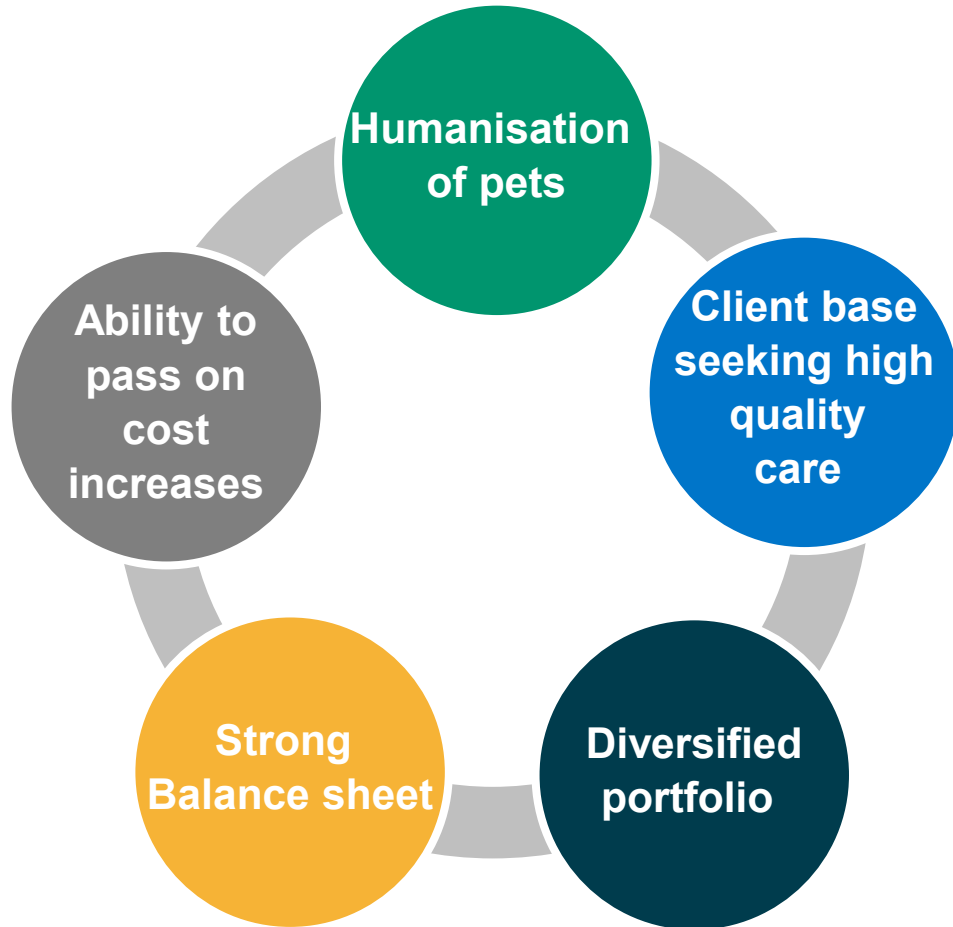 Humanisation
of pets
Client base
seeking high
quality
care
Diversified
portfolio
Strong
Balance sheet
Ability to
pass on
cost
increases